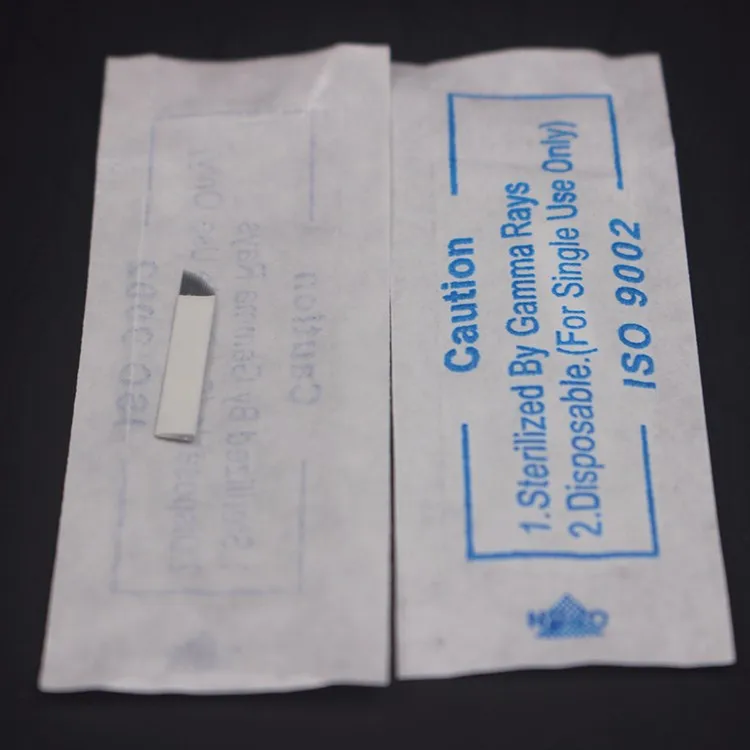 Caution
1.Sterilized By Gamma Rays
2.Disposable.(For Single Use Only)
ISO 9002